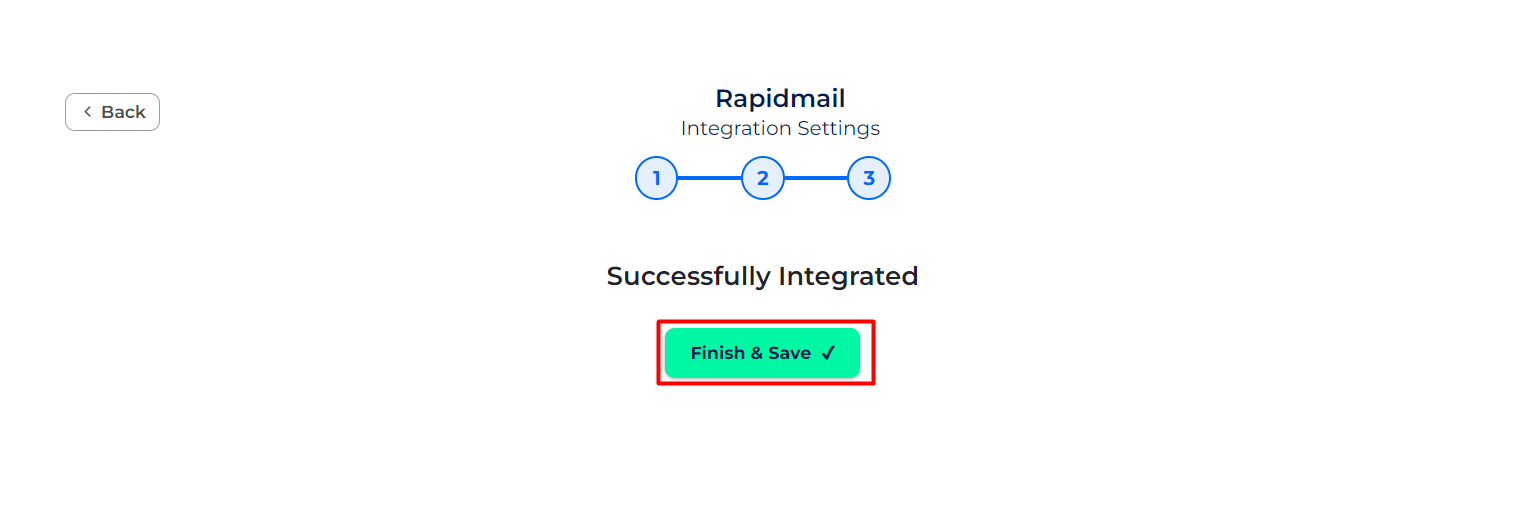 Back
Rapidmail
Integration Settings
1 2 3
Successfully Integrated
Finish & Save ✓